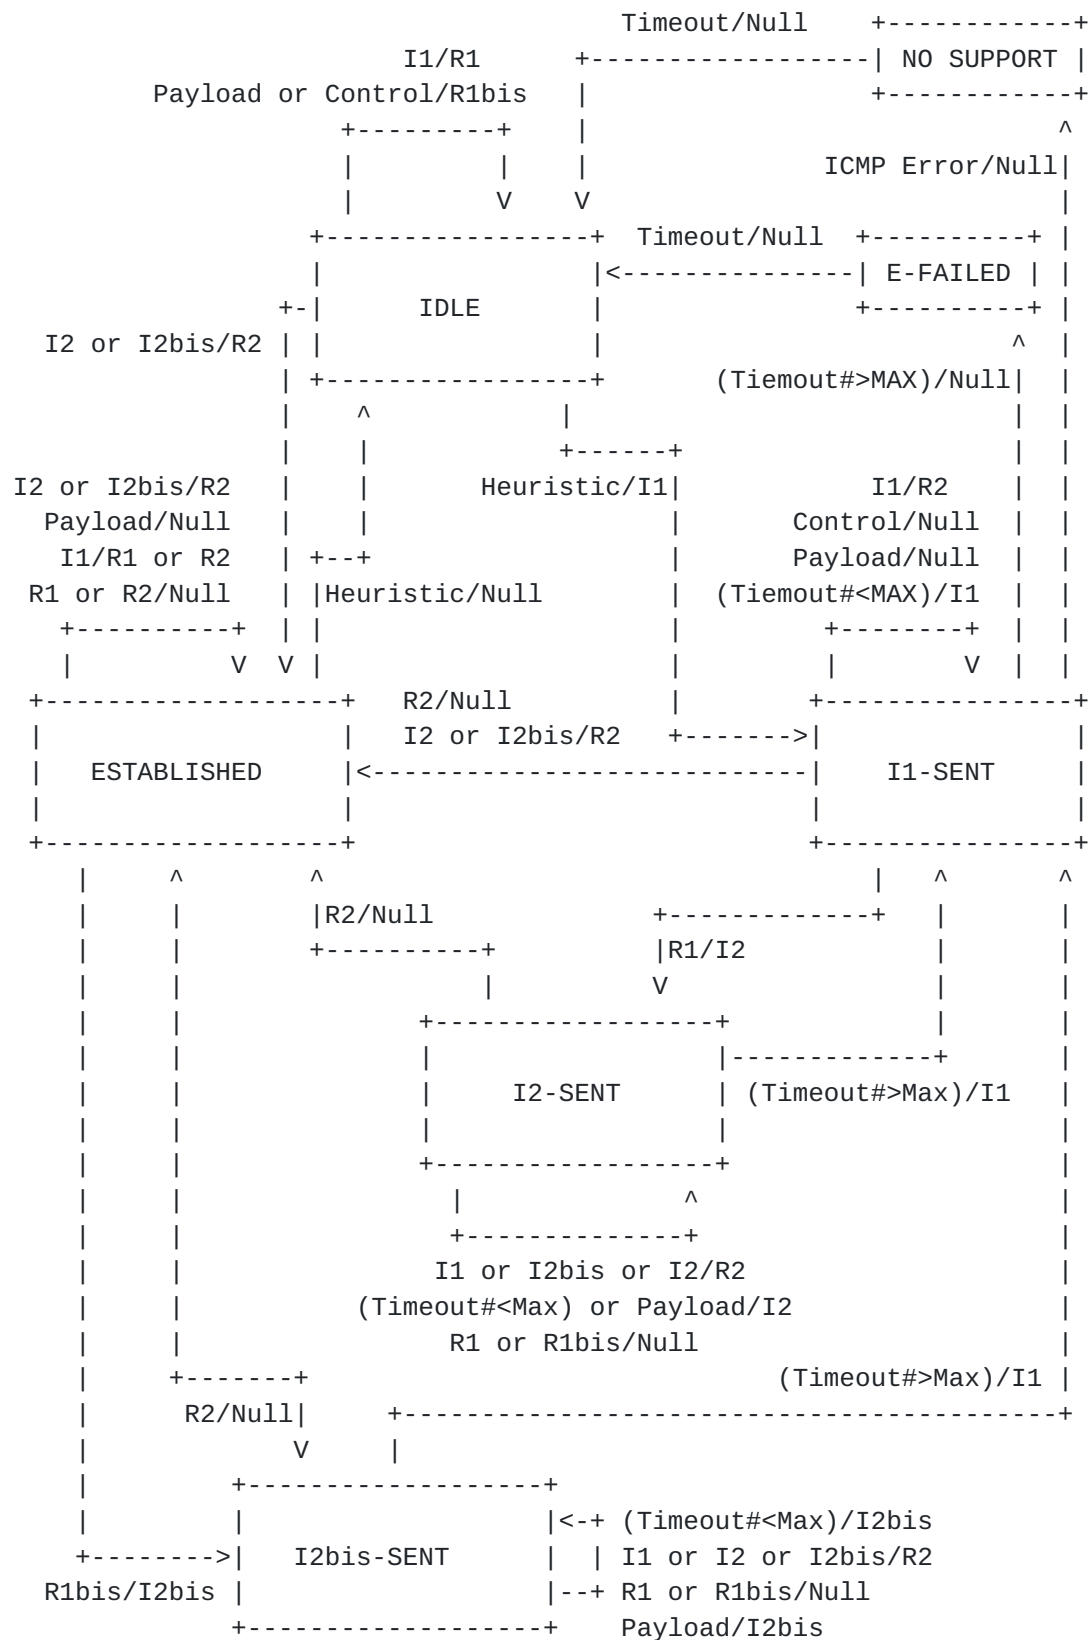 Timeout/Null
I1/R1
NO SUPPORT
Payload or Control/R1bis
ICMP Error/Null
Timeout/Null
E-FAILED
IDLE
I2 or I2bis/R2
(Tiemout#>MAX)/Null
I2 or I2bis/R2
Heuristic/I1
I1/R2
Payload/Null
Control/Null
I1/R1 or R2
Payload/Null
R1 or R2/Null
Heuristic/Null
(Tiemout#<MAX)/I1
R2/Null
I2 or I2bis/R2
ESTABLISHED
I1-SENT
R2/Null
R1/I2
I2-SENT
(Timeout#>Max)/I1
I1 or I2bis or I2/R2
(Timeout#<Max) or Payload/I2
R1 or R1bis/Null
(Timeout#>Max)/I1
R2/Null
(Timeout#<Max)/I2bis
I2bis-SENT
I1 or I2 or I2bis/R2
R1bis/I2bis
R1 or R1bis/Null
Payload/I2bis